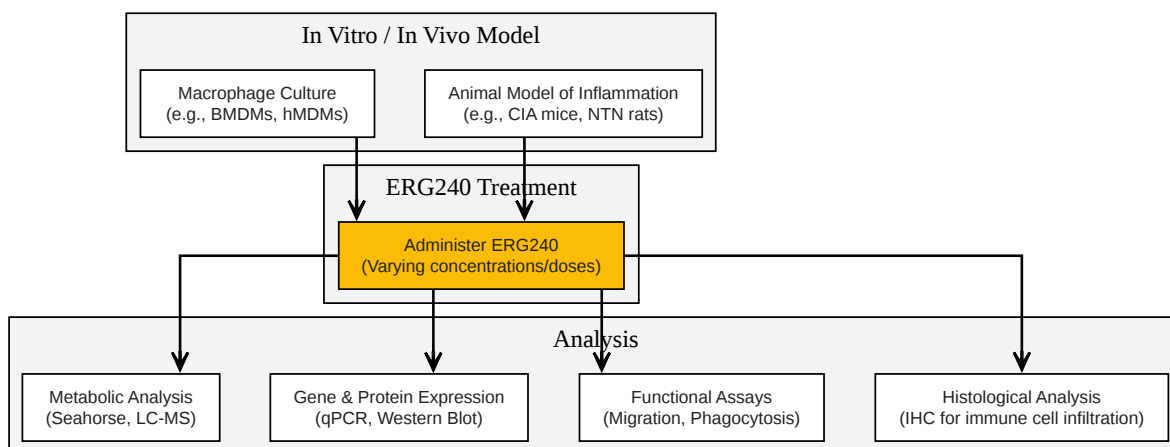 In Vitro / In Vivo Model
Macrophage Culture
(e.g., BMDMs, hMDMs)
Animal Model of Inflammation
(e.g., CIA mice, NTN rats)
ERG240 Treatment
Administer ERG240
(Varying concentrations/doses)
Analysis
Metabolic Analysis
(Seahorse, LC-MS)
Gene & Protein Expression
(qPCR, Western Blot)
Functional Assays
(Migration, Phagocytosis)
Histological Analysis
(IHC for immune cell infiltration)